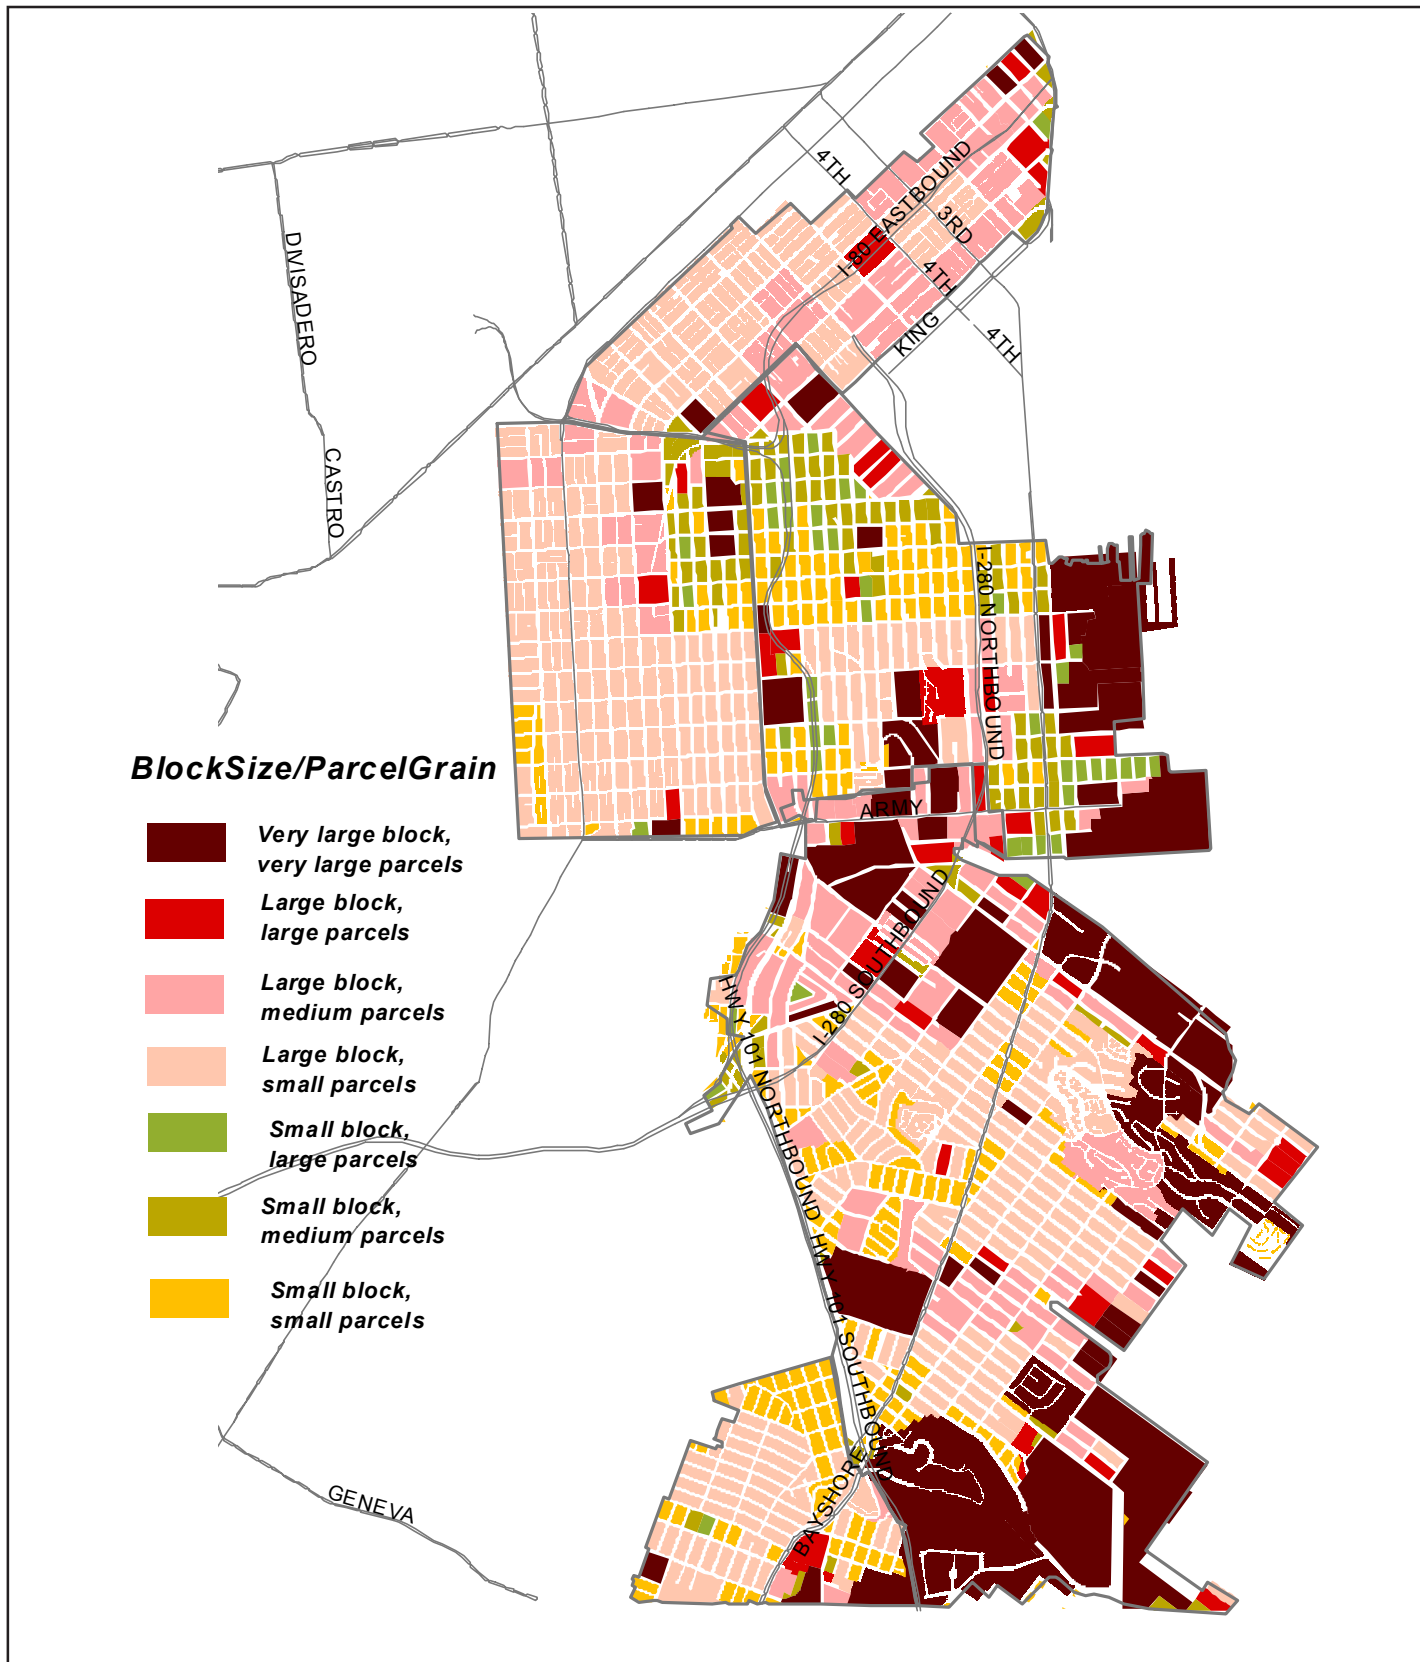 4TH
I-80 EASTBOUND
3RD
4TH
KING
4TH
DIVISADERO
CASTRO
I-280 NORTHBOUND
BlockSize/ParcelGrain
ARMY
Very large block,
very large parcels
Large block,
large parcels
Large block,
medium parcels
Large block,
small parcels
Small block,
large parcels
Small block,
medium parcels
Small block,
small parcels
I-280 SOUTHBOUND
HWY 101 NORTHBOUND
HWY 101 SOUTHBOUND
BAYSHORE
GENEVA